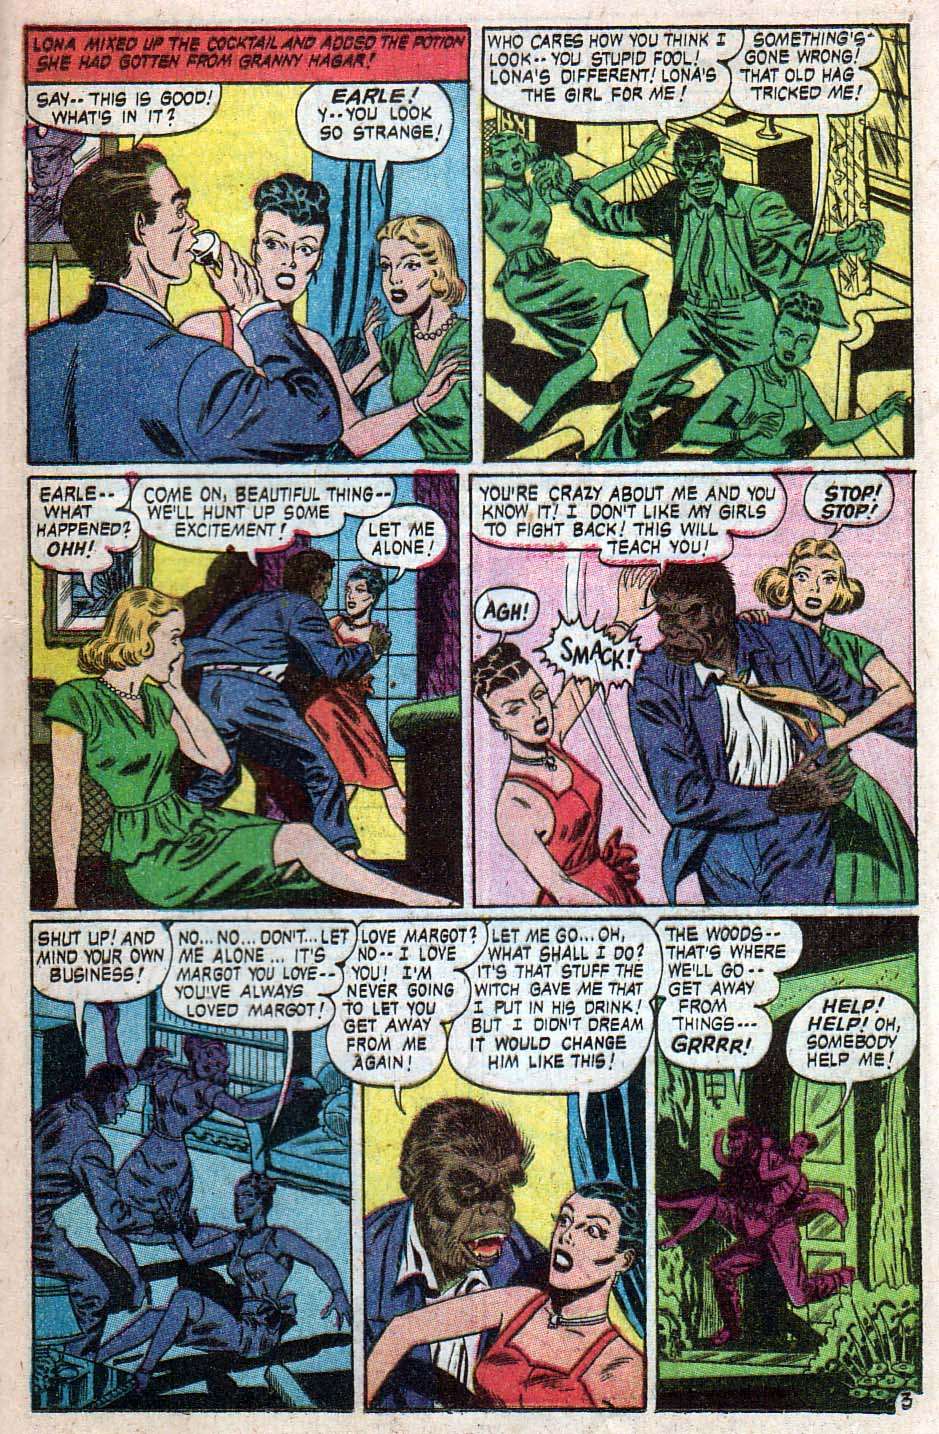 LONA MIXED UP THE COCKTAIL AND ADDED THE POTION
SHE HAD GOTTEN FROM GRANNY HAGAR!
SAY-- THIS IS GOOD!
WHAT'S IN IT?
EARLE!
Y--YOU LOOK
SO STRANGE!
WHO CARES HOW YOU THINK I
LOOK-- YOU STUPID FOOL!
LONA'S DIFFERENT! LONA'S
THE GIRL FOR ME!
SOMETHING'S
GONE WRONG!
THAT OLD HAG
TRICKED ME!
EARLE--
WHAT
HAPPENED?
OHH!
COME ON, BEAUTIFUL THING--
WE'LL HUNT UP SOME
EXCITEMENT!
LET ME
ALONE!
YOU'RE CRAZY ABOUT ME AND YOU
KNOW IT! I DON'T LIKE MY GIRLS
TO FIGHT BACK! THIS WILL
TEACH YOU!
STOP!
STOP!
AGH!
SMACK!
SHUT UP! AND
MIND YOUR OWN
BUSINESS!
NO... NO... DON'T... LET
ME ALONE... IT'S
MARGOT YOU LOVE--
YOU'VE ALWAYS
LOVED MARGOT!
LOVE MARGOT?
NO-- I LOVE
YOU! I'M
NEVER GOING
TO LET YOU
GET AWAY
FROM ME
AGAIN!
LET ME GO... OH,
WHAT SHALL I DO?
IT'S THAT STUFF THE
WITCH GAVE ME THAT
I PUT IN HIS DRINK!
BUT I DIDN'T DREAM
IT WOULD CHANGE
HIM LIKE THIS!
THE WOODS--
THAT'S WHERE
WE'LL GO--
GET AWAY
FROM
THINGS---
GRRRR!
HELP!
HELP! OH,
SOMEBODY
HELP ME!
3